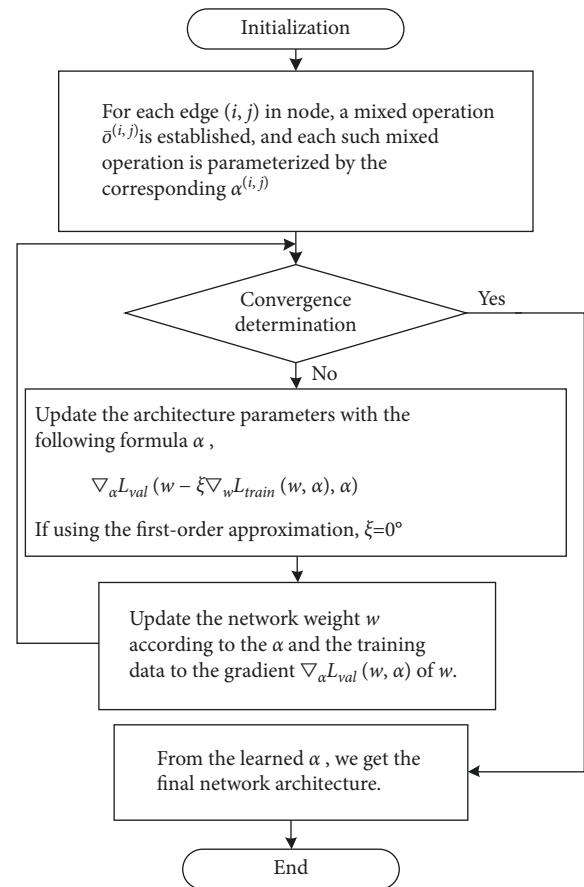 Initialization
For each edge (i, j) in node, a mixed operation
ō^(i, j) is established, and each such mixed
operation is parameterized by the
corresponding α^(i, j)
Convergence
determination
Yes
No
Update the architecture parameters with the
following formula α ,
∇_α L_val (w – ξ∇_w L_train (w, α), α)
If using the first-order approximation, ξ=0°
Update the network weight w
according to the α and the training
data to the gradient ∇_α L_val (w, α) of w.
From the learned α , we get the
final network architecture.
End